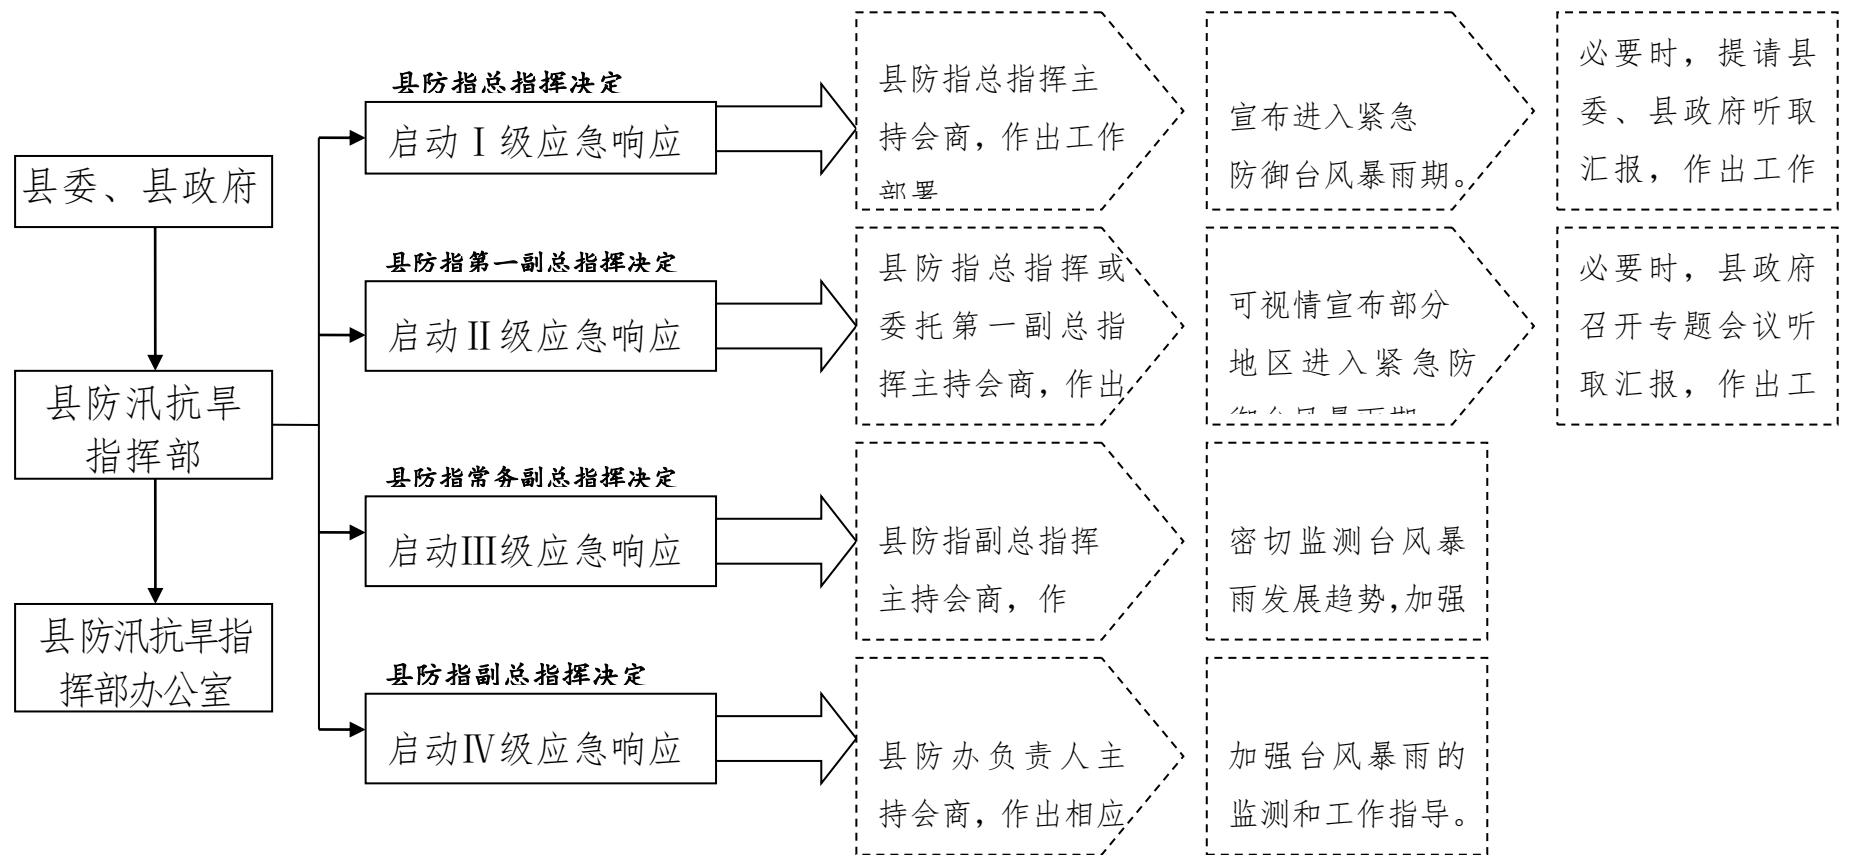 县委、县政府
县防汛抗旱
指挥部
县防汛抗旱指
挥部办公室
县防指总指挥决定
启动Ⅰ级应急响应
县防指总指挥主
持会商，作出工作
部署
宣布进入紧急
防御台风暴雨期。
必要时，提请县
委、县政府听取
汇报，作出工作
县防指第一副总指挥决定
启动Ⅱ级应急响应
县防指总指挥或
委托第一副总指
挥主持会商，作出
可视情宣布部分
地区进入紧急防
御台风暴雨期
必要时，县政府
召开专题会议听
取汇报，作出工
县防指常务副总指挥决定
启动Ⅲ级应急响应
县防指副总指挥
主持会商，作
密切监测台风暴
雨发展趋势，加强
县防指副总指挥决定
启动Ⅳ级应急响应
县防办负责人主
持会商，作出相应
加强台风暴雨的
监测和工作指导。